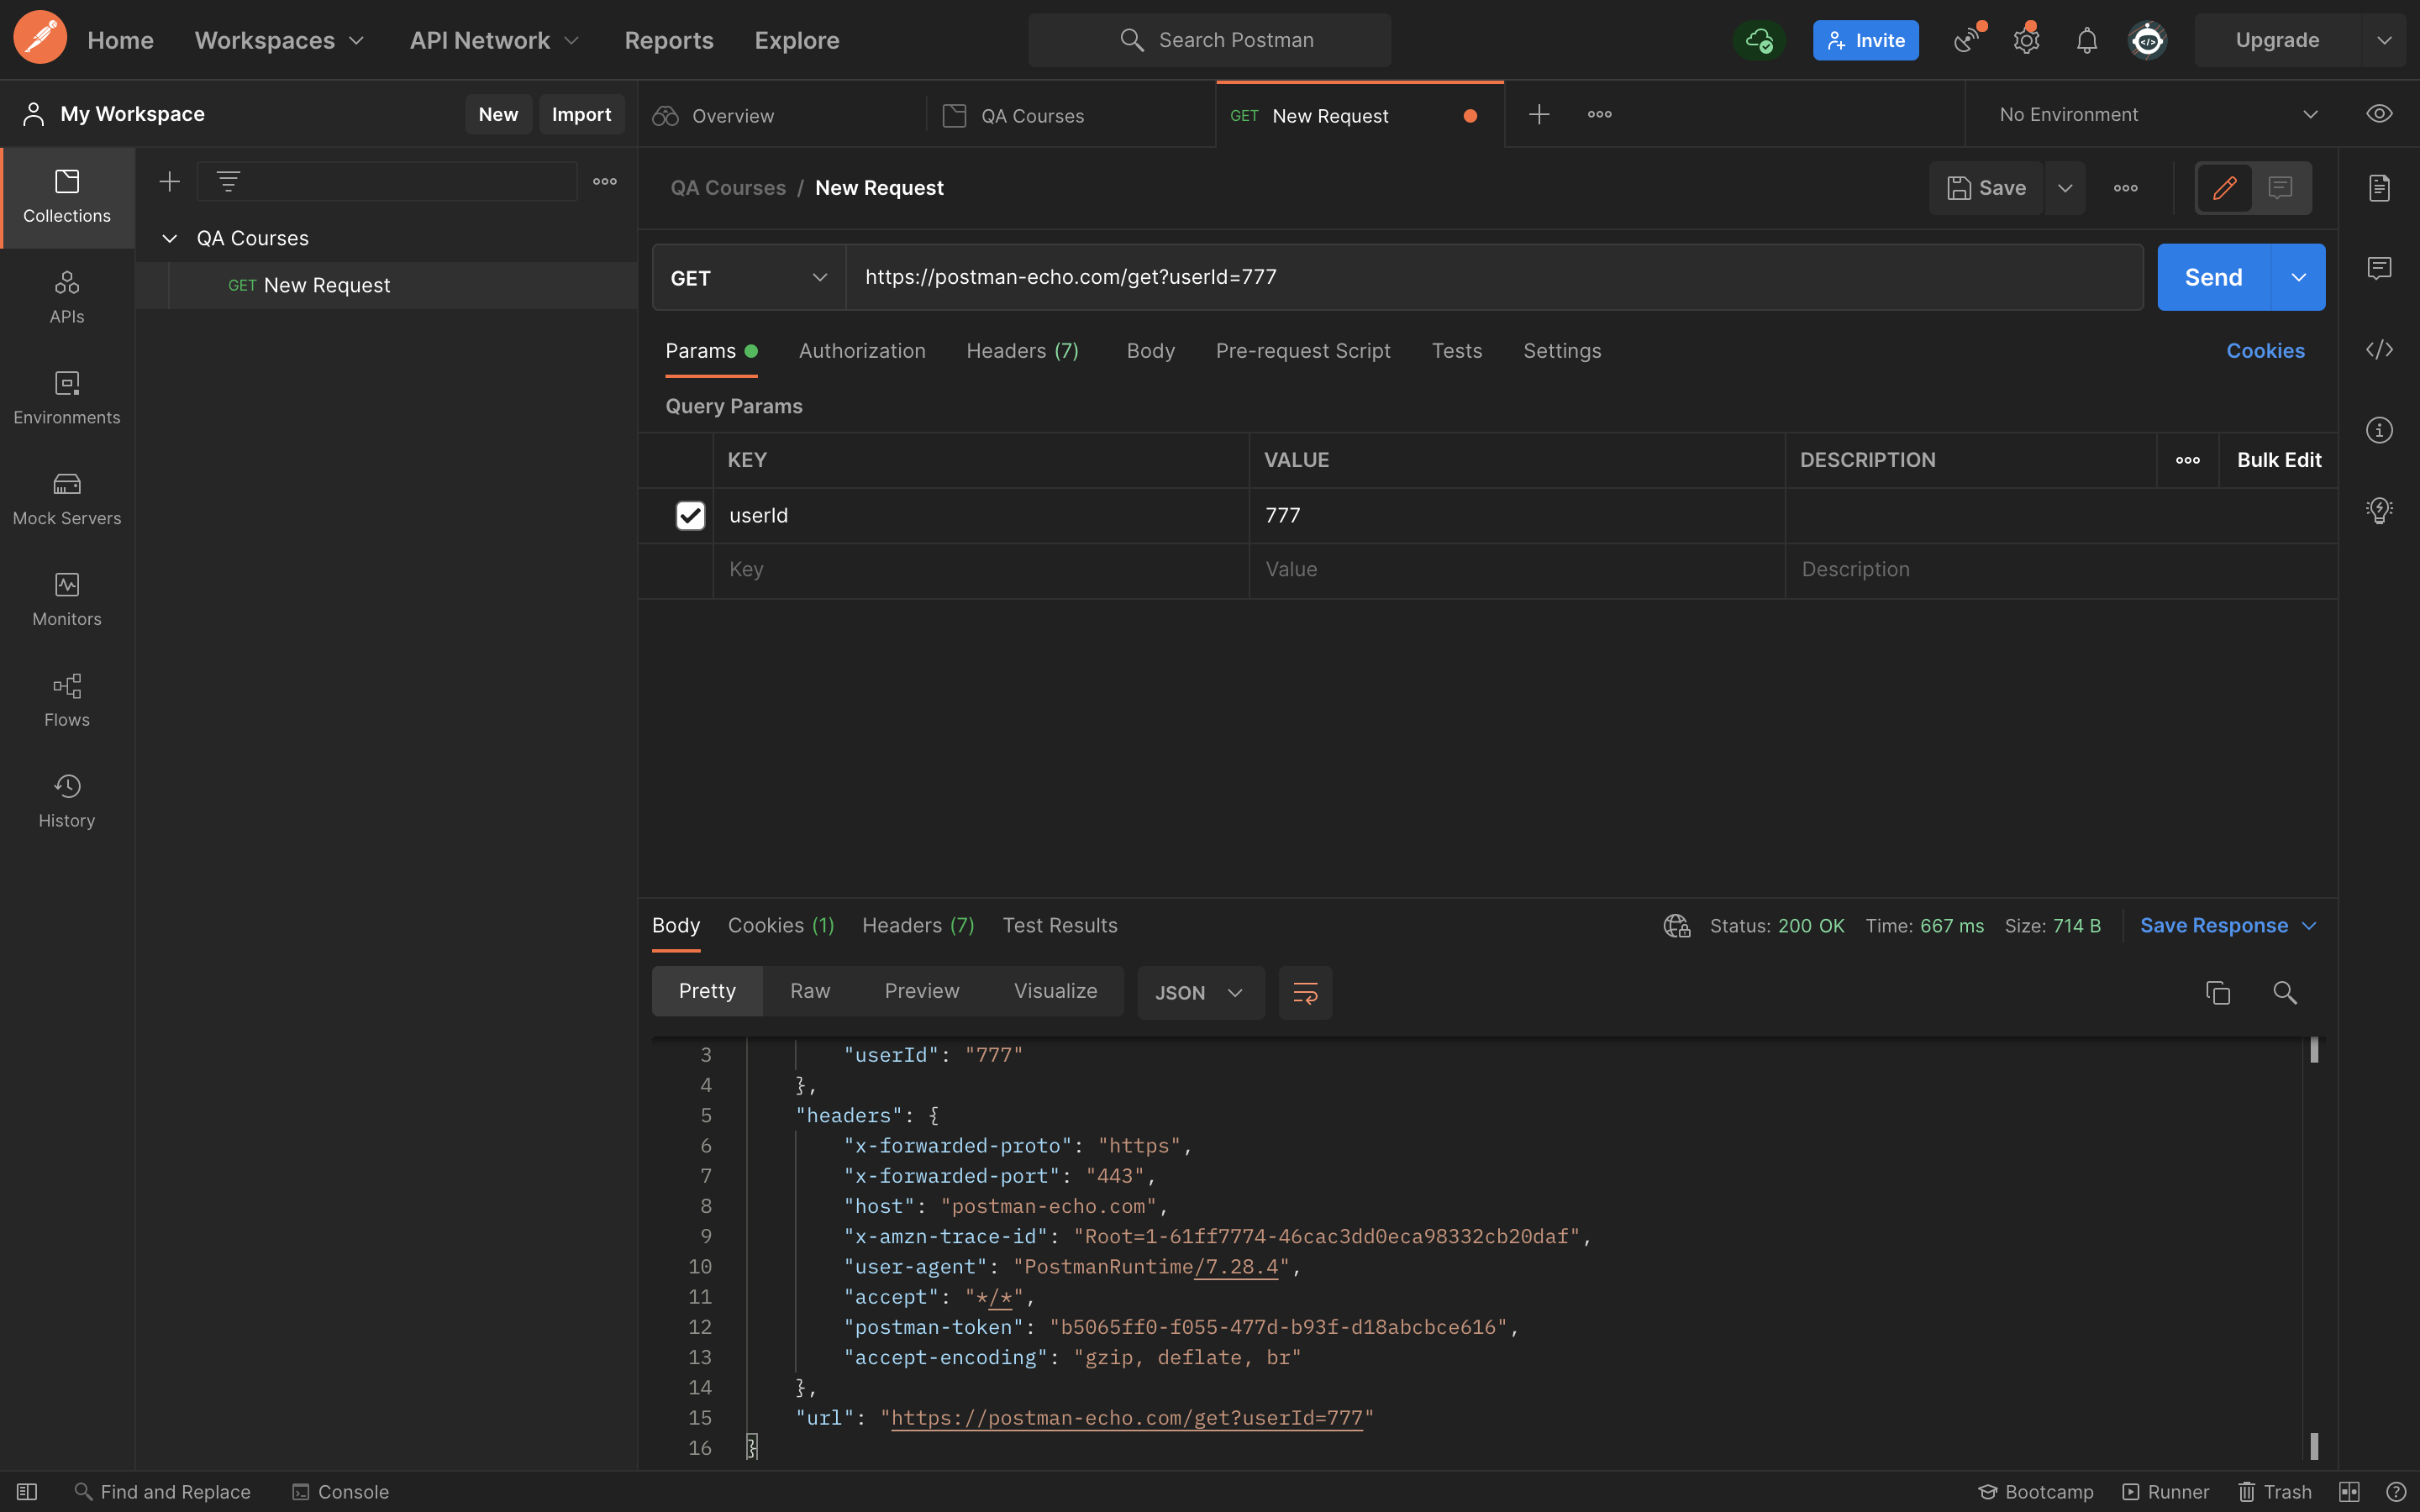 Home Workspaces API Network Reports Explore Search Postman Invite Upgrade
My Workspace New Import Overview QA Courses GET New Request No Environment
Collections
APIs
Environments
Mock Servers
Monitors
Flows
History
QA Courses
GET New Request
QA Courses / New Request Save
GET https://postman-echo.com/get?userId=777 Send
Params Authorization Headers (7) Body Pre-request Script Tests Settings Cookies
Query Params
KEY VALUE DESCRIPTION Bulk Edit
userId 777
Key Value Description
Body Cookies (1) Headers (7) Test Results Status: 200 OK Time: 667 ms Size: 714 B Save Response
Pretty Raw Preview Visualize JSON
3 "userId": "777"
4 },
5 "headers": {
6 "x-forwarded-proto": "https",
7 "x-forwarded-port": "443",
8 "host": "postman-echo.com",
9 "x-amzn-trace-id": "Root=1-61ff7774-46cac3dd0eca98332cb20daf",
10 "user-agent": "PostmanRuntime/7.28.4",
11 "accept": "*/*",
12 "postman-token": "b5065ff0-f055-477d-b93f-d18abcbce616",
13 "accept-encoding": "gzip, deflate, br"
14 },
15 "url": "https://postman-echo.com/get?userId=777"
16 }
Find and Replace Console Bootcamp Runner Trash